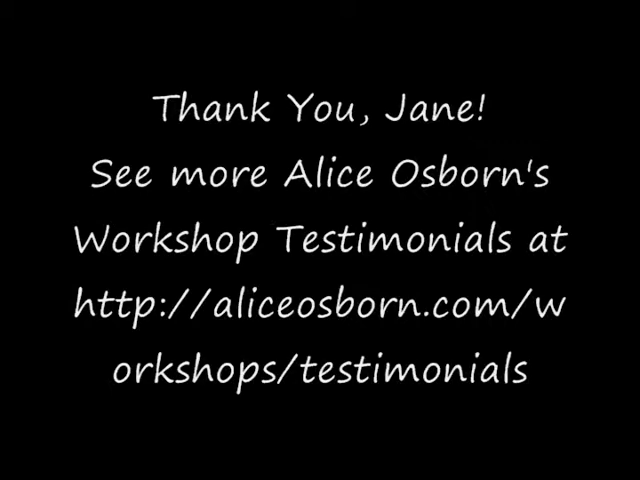 Thank You, Jane!
See more Alice Osborn's
Workshop Testimonials at
http://aliceosborn.com/w
orkshops/testimonials